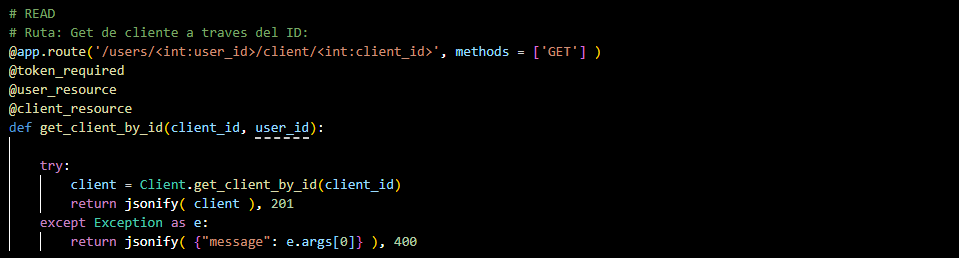 # READ
# Ruta: Get de cliente a traves del ID:
@app.route('/users/<int:user_id>/client/<int:client_id>', methods = ['GET'] )
@token_required
@user_resource
@client_resource
def get_client_by_id(client_id, user_id):
try:
client = Client.get_client_by_id(client_id)
return jsonify( client ), 201
except Exception as e:
return jsonify( {"message": e.args[0]} ), 400